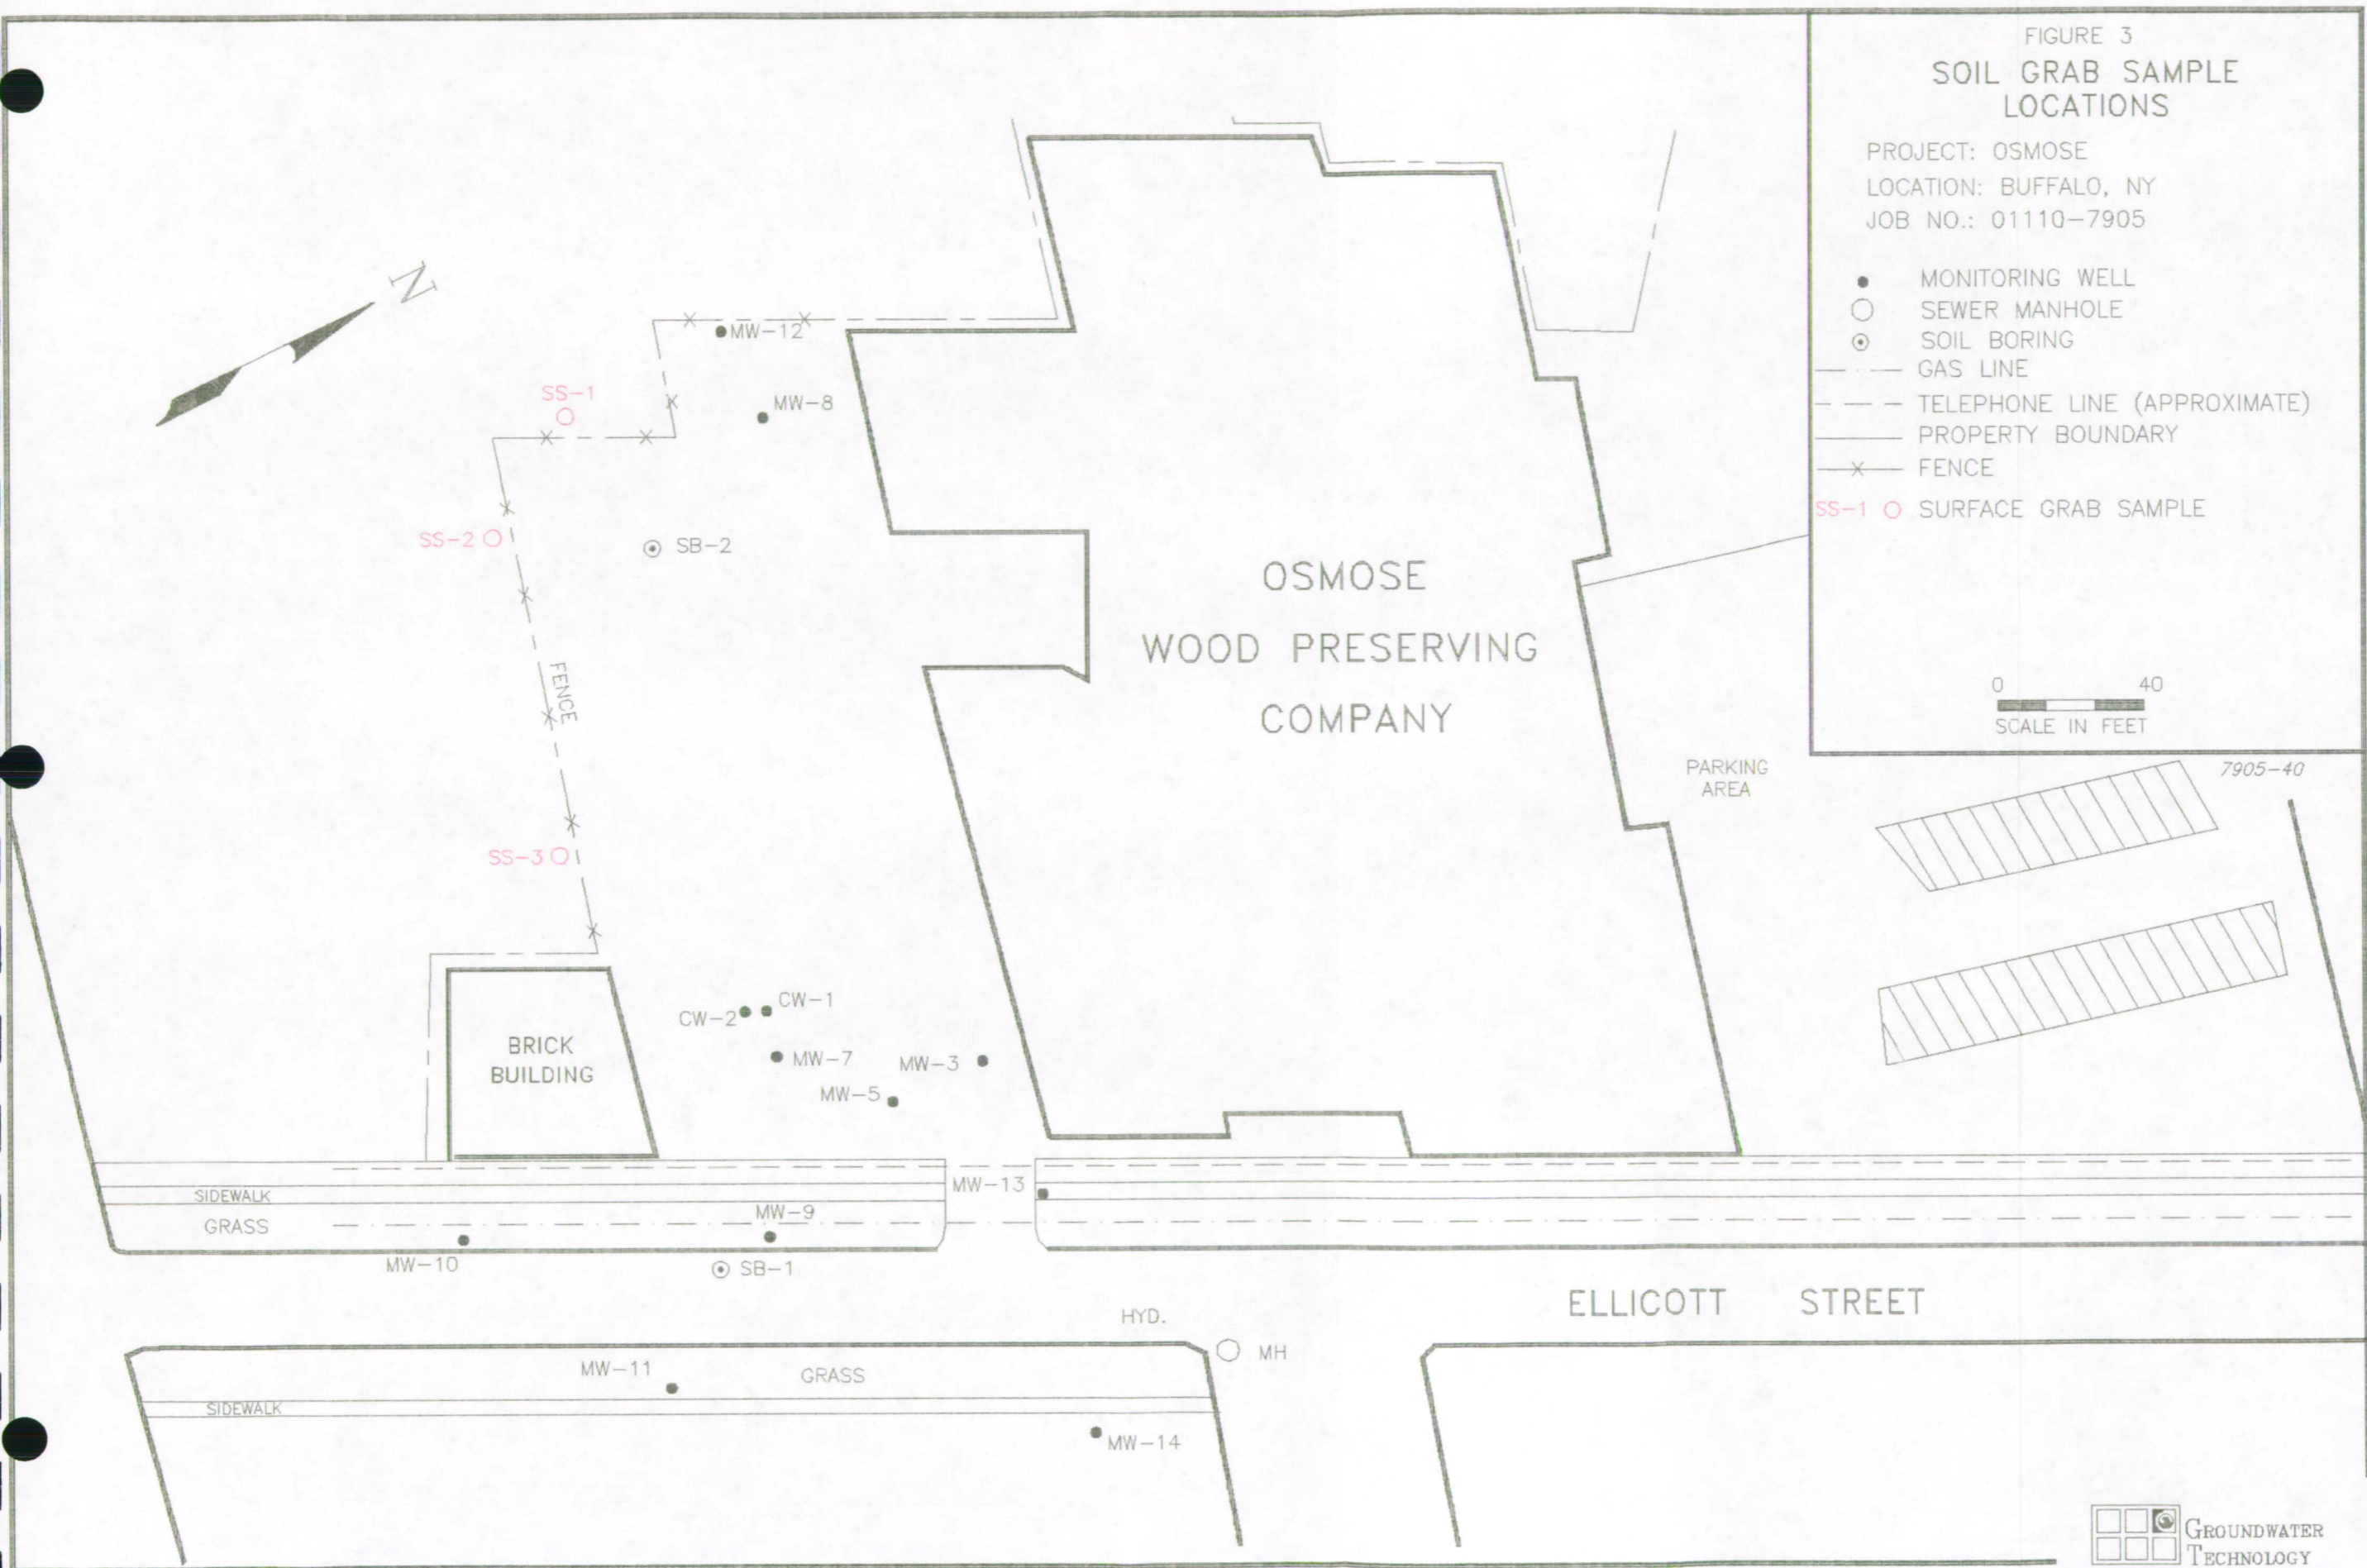 FIGURE 3
SOIL GRAB SAMPLE
LOCATIONS
PROJECT: OSMOSE
LOCATION: BUFFALO, NY
JOB NO.: 01110-7905
MONITORING WELL
SEWER MANHOLE
SOIL BORING
GAS LINE
TELEPHONE LINE (APPROXIMATE)
PROPERTY BOUNDARY
X FENCE
SS-1 SURFACE GRAB SAMPLE
0 40
SCALE IN FEET
7905-40
N
MW-12
SS-1
MW-8
SS-2
SB-2
OSMOSE
WOOD PRESERVING
COMPANY
FENCE
PARKING
AREA
SS-3
CW-1
CW-2
BRICK
BUILDING
MW-7
MW-3
MW-5
MW-13
SIDEWALK
GRASS
MW-9
MW-10
SB-1
ELLICOTT STREET
HYD.
MH
MW-11
GRASS
SIDEWALK
MW-14
GROUNDWATER
TECHNOLOGY